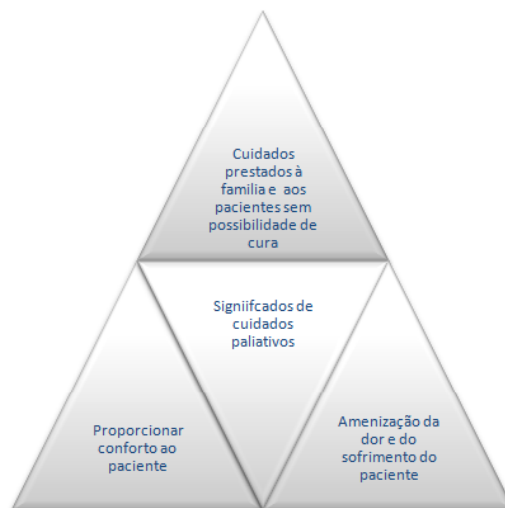 Cuidados
prestados à
familia e aos
pacientes sem
possibilidade de
cura
Signiifcados de
cuidados
paliativos
Proporcionar
conforto ao
paciente
Amenização da
dor e do
sofrimento do
paciente